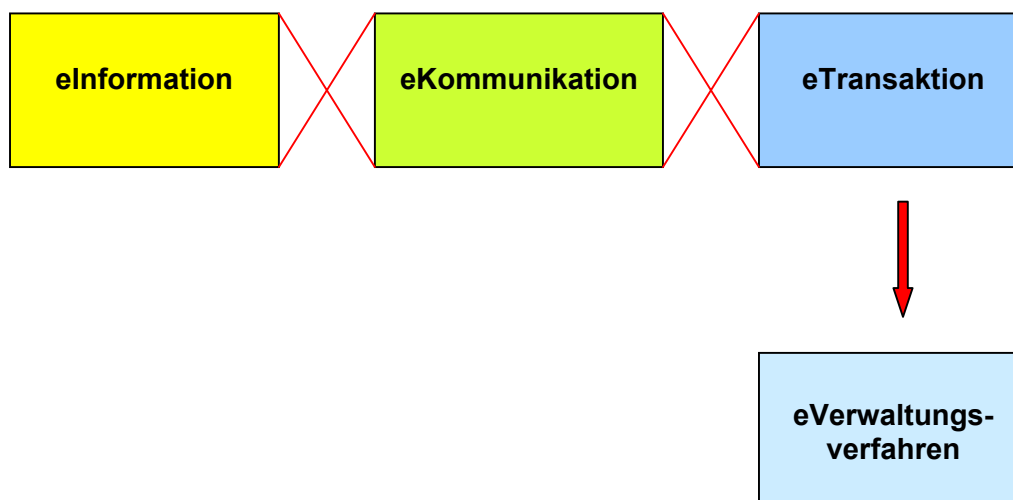 eInformation
eKommunikation
eTransaktion
eVerwaltungs-
verfahren